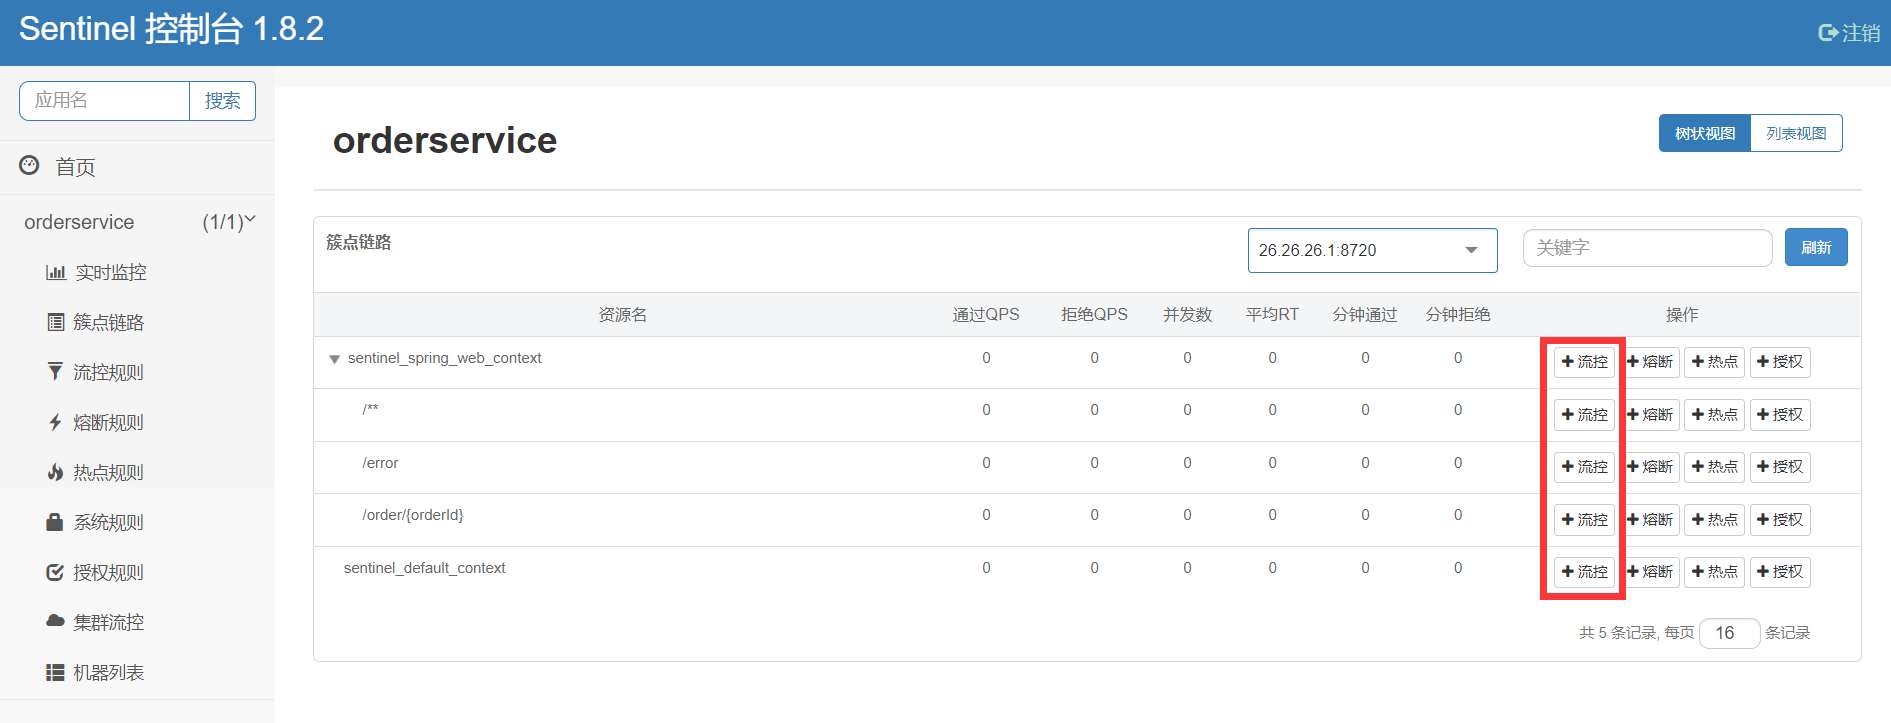 Sentinel 控制台 1.8.2
注销
应用名 搜索
首页
orderservice (1/1)
实时监控
簇点链路
流控规则
熔断规则
热点规则
系统规则
授权规则
集群流控
机器列表
orderservice
树状视图 列表视图
簇点链路 26.26.26.1:8720 关键字 刷新
资源名 通过QPS 拒绝QPS 并发数 平均RT 分钟通过 分钟拒绝 操作
sentinel_spring_web_context 0 0 0 0 0 0 流控 熔断 热点 授权
/** 0 0 0 0 0 0 流控 熔断 热点 授权
/error 0 0 0 0 0 0 流控 熔断 热点 授权
/order/{orderId} 0 0 0 0 0 0 流控 熔断 热点 授权
sentinel_default_context 0 0 0 0 0 0 流控 熔断 热点 授权
共 5 条记录, 每页 16 条记录